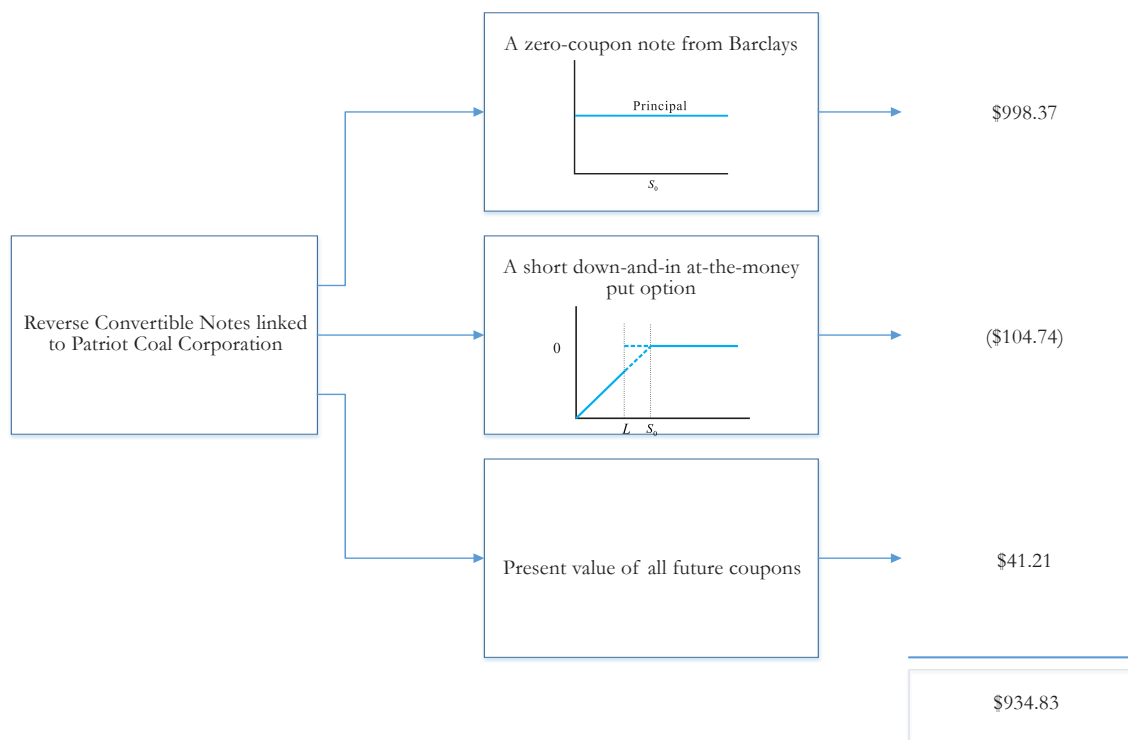 A zero-coupon note from Barclays
Principal
S₀
$998.37
Reverse Convertible Notes linked
to Patriot Coal Corporation
A short down-and-in at-the-money
put option
0
L S₀
($104.74)
Present value of all future coupons
$41.21
$934.83